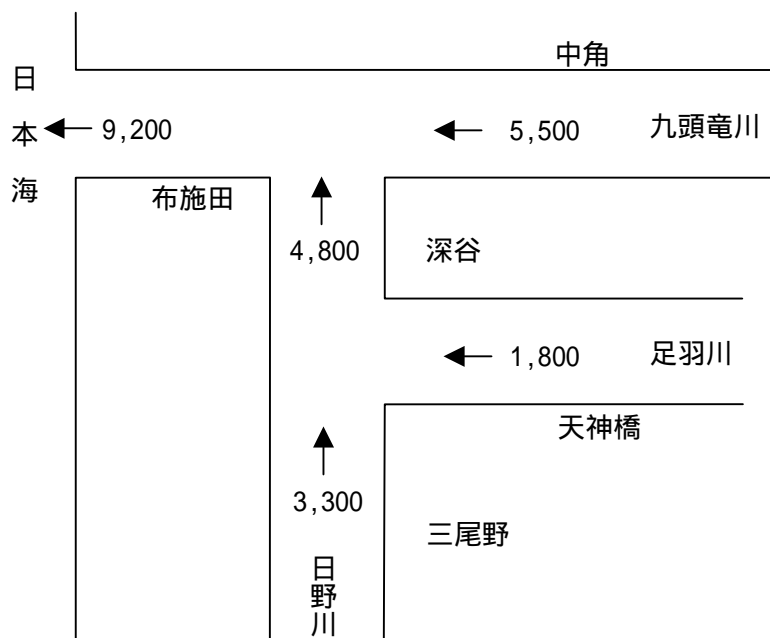 中角
日本海
9,200
5,500
九頭竜川
布施田
4,800
深谷
1,800
足羽川
天神橋
3,300
三尾野
日野川